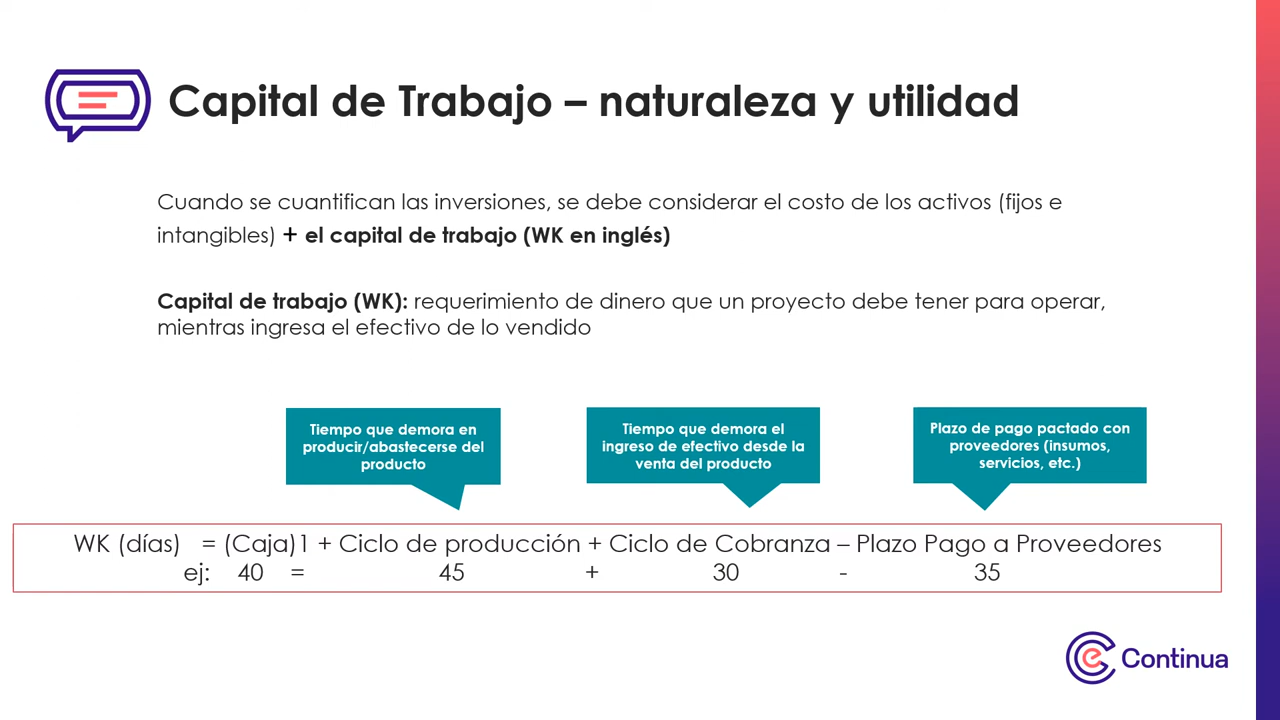 Capital de Trabajo – naturaleza y utilidad
Cuando se cuantifican las inversiones, se debe considerar el costo de los activos (fijos e
intangibles) + el capital de trabajo (WK en inglés)
Capital de trabajo (WK): requerimiento de dinero que un proyecto debe tener para operar,
mientras ingresa el efectivo de lo vendido
Tiempo que demora en
producir/abastecerse del
producto
Tiempo que demora el
ingreso de efectivo desde la
venta del producto
Plazo de pago pactado con
proveedores (insumos,
servicios, etc.)
WK (días) = (Caja)1 + Ciclo de producción + Ciclo de Cobranza – Plazo Pago a Proveedores
ej: 40 = 45 + 30 - 35
e Continua